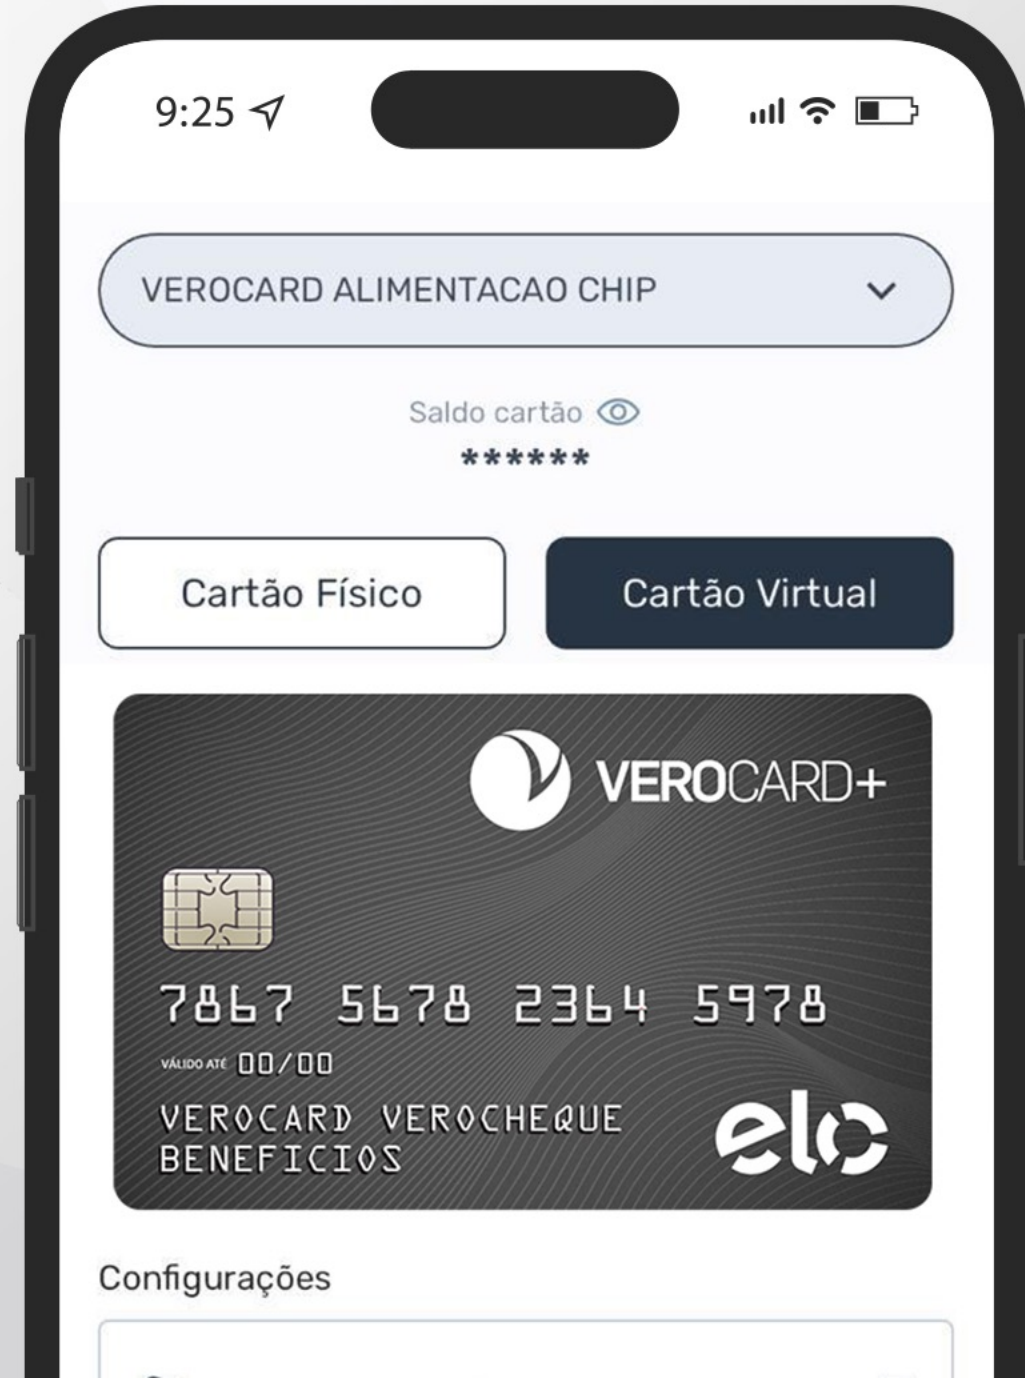 9:25
VEROCARD ALIMENTACAO CHIP
Saldo cartão
******
Cartão Físico
Cartão Virtual
VEROCARD+
7867 5678 2364 5978
VÁLIDO ATÉ 00/00
VEROCARD VEROCHEQUE
BENEFICIOS
elo
Configurações